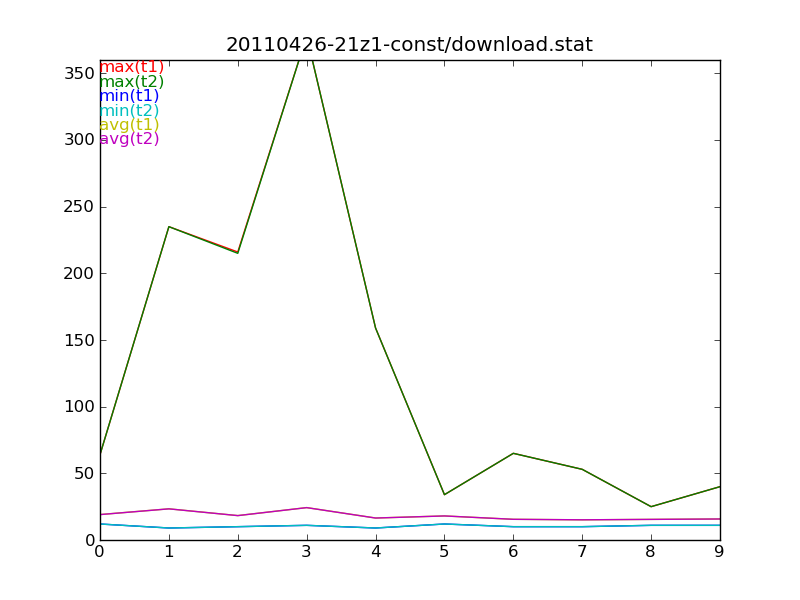 20110426-21z1-const/download.stat
max(t1)
max(t2)
min(t1)
min(t2)
avg(t1)
avg(t2)
350
300
250
200
150
100
50
0
0 1 2 3 4 5 6 7 8 9